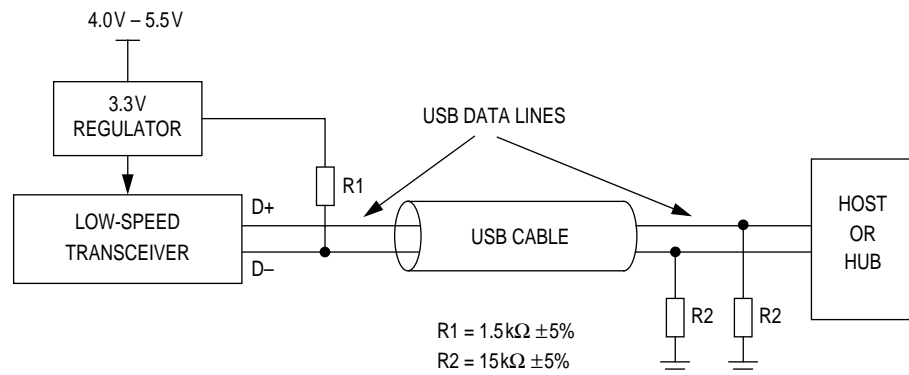 4.0V – 5.5V
3.3V
REGULATOR
USB DATA LINES
R1
D+
LOW-SPEED
TRANSCEIVER
D–
USB CABLE
HOST
OR
HUB
R2
R2
R1 = 1.5kΩ ±5%
R2 = 15kΩ ±5%